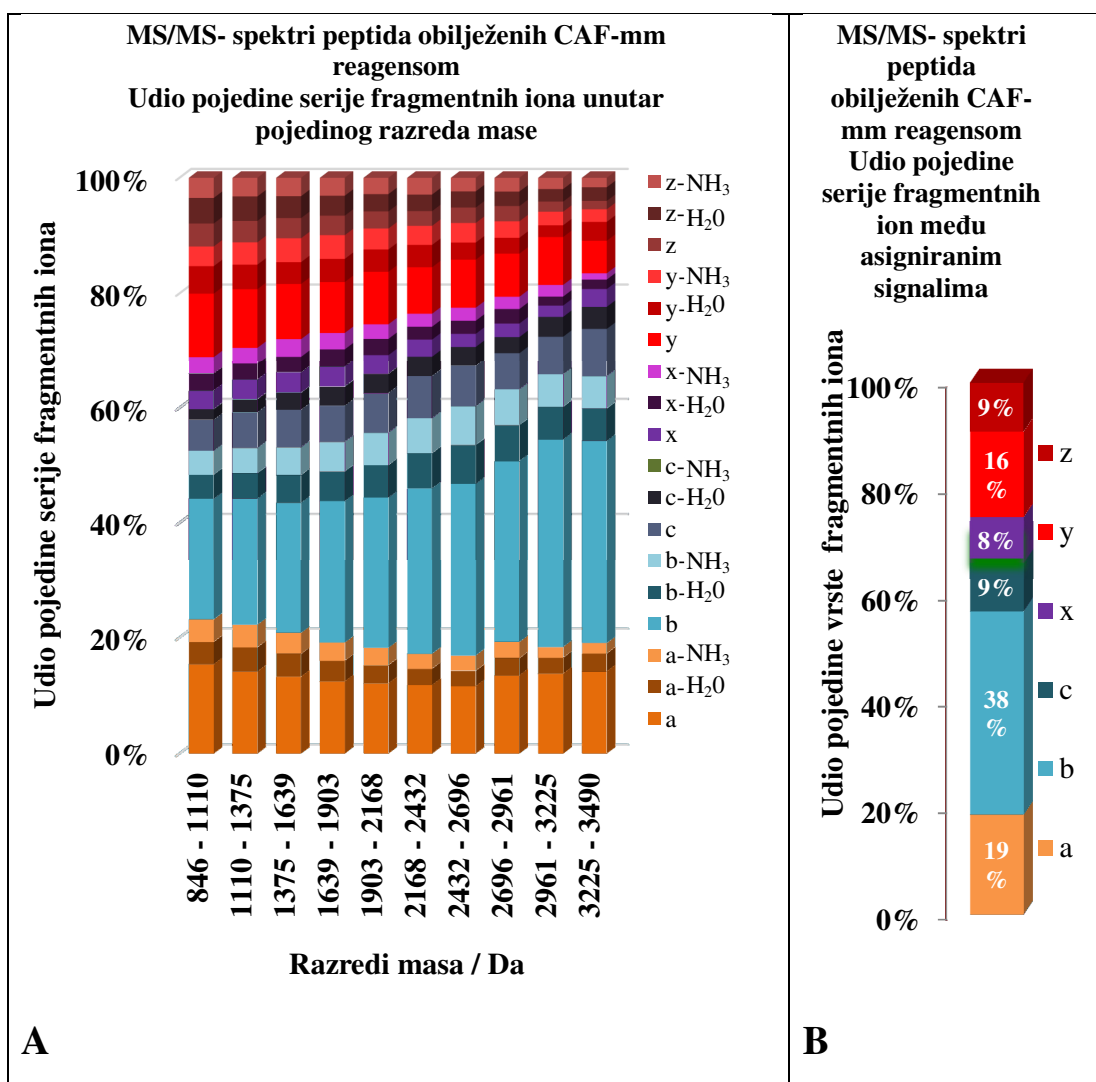 MS/MS- spektri peptida obilježenih CAF-mm
reagensom
Udio pojedine serije fragmentnih iona unutar
pojedinog razreda mase
Udio pojedine serije fragmentnih iona
100%
80%
60%
40%
20%
0%
846 - 1110
1110 - 1375
1375 - 1639
1639 - 1903
1903 - 2168
2168 - 2432
2432 - 2696
2696 - 2961
2961 - 3225
3225 - 3490
Razredi masa / Da
z-NH₃
z-H₂0
z
y-NH₃
y-H₂0
y
x-NH₃
x-H₂0
x
c-NH₃
c-H₂0
c
b-NH₃
b-H₂0
b
a-NH₃
a-H₂0
a
A
MS/MS- spektri
peptida
obilježenih CAF-
mm reagensom
Udio pojedine
serije fragmentnih
ion među
asigniranim
signalima
Udio pojedine vrste fragmentnih iona
100%
80%
60%
40%
20%
0%
9%
16
%
8%
9%
38
%
19
%
z
y
x
c
b
a
B